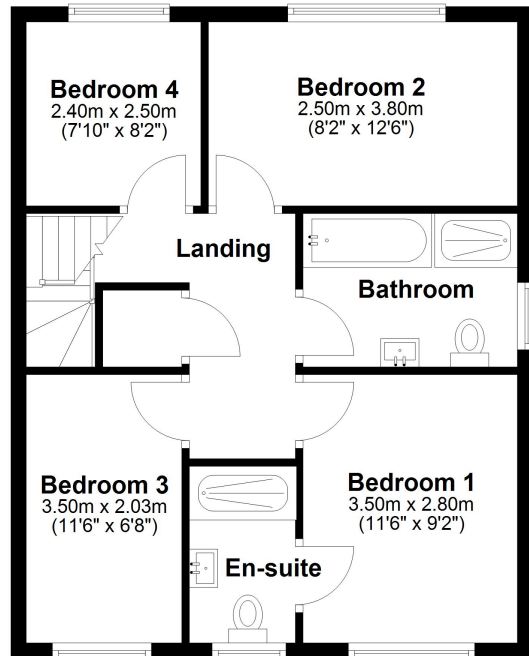 Bedroom 4
2.40m x 2.50m
(7'10" x 8'2")
Bedroom 2
2.50m x 3.80m
(8'2" x 12'6")
Landing
Bathroom
Bedroom 3
3.50m x 2.03m
(11'6" x 6'8")
En-suite
Bedroom 1
3.50m x 2.80m
(11'6" x 9'2")